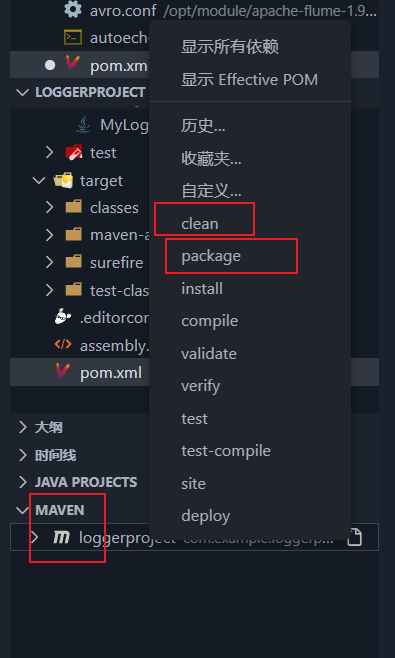 avro.conf /opt/module/apache-flume-1.9...
autoech
pom.xml
显示所有依赖
显示 Effective POM
LOGGERPROJECT
历史...
MyLog
收藏夹...
test
自定义...
target
clean
classes
package
maven-a
install
surefire
compile
test-clas
validate
.editorcon
assembly.
verify
pom.xml
test
大纲
test-compile
时间线
site
JAVA PROJECTS
deploy
MAVEN
loggerproject com.example.loggerp...